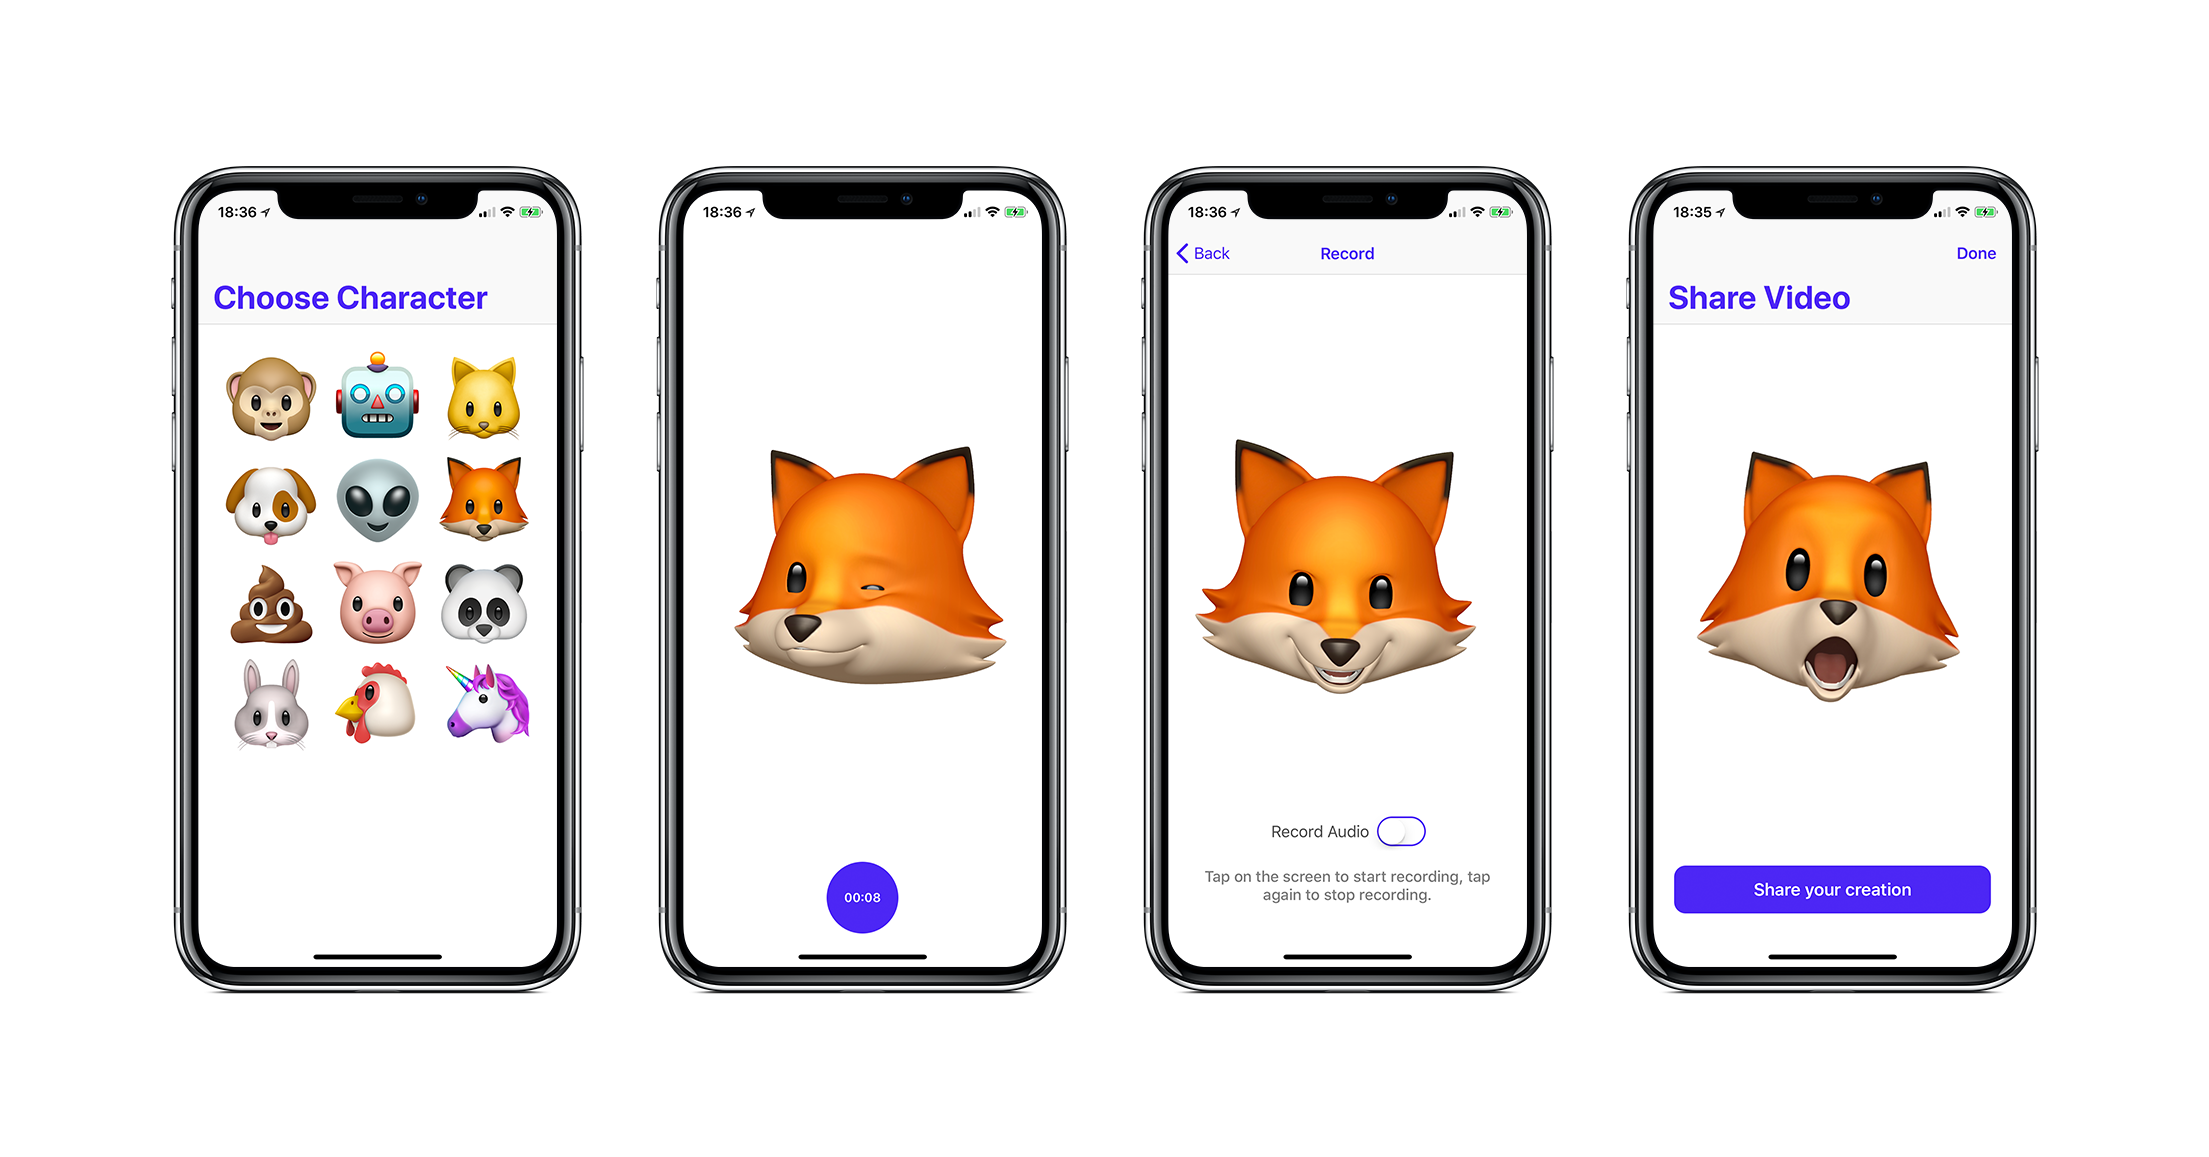 18:36
Choose Character
18:36
00:08
18:36
Back
Record
Record Audio
Tap on the screen to start recording, tap
again to stop recording.
18:35
Done
Share Video
Share your creation